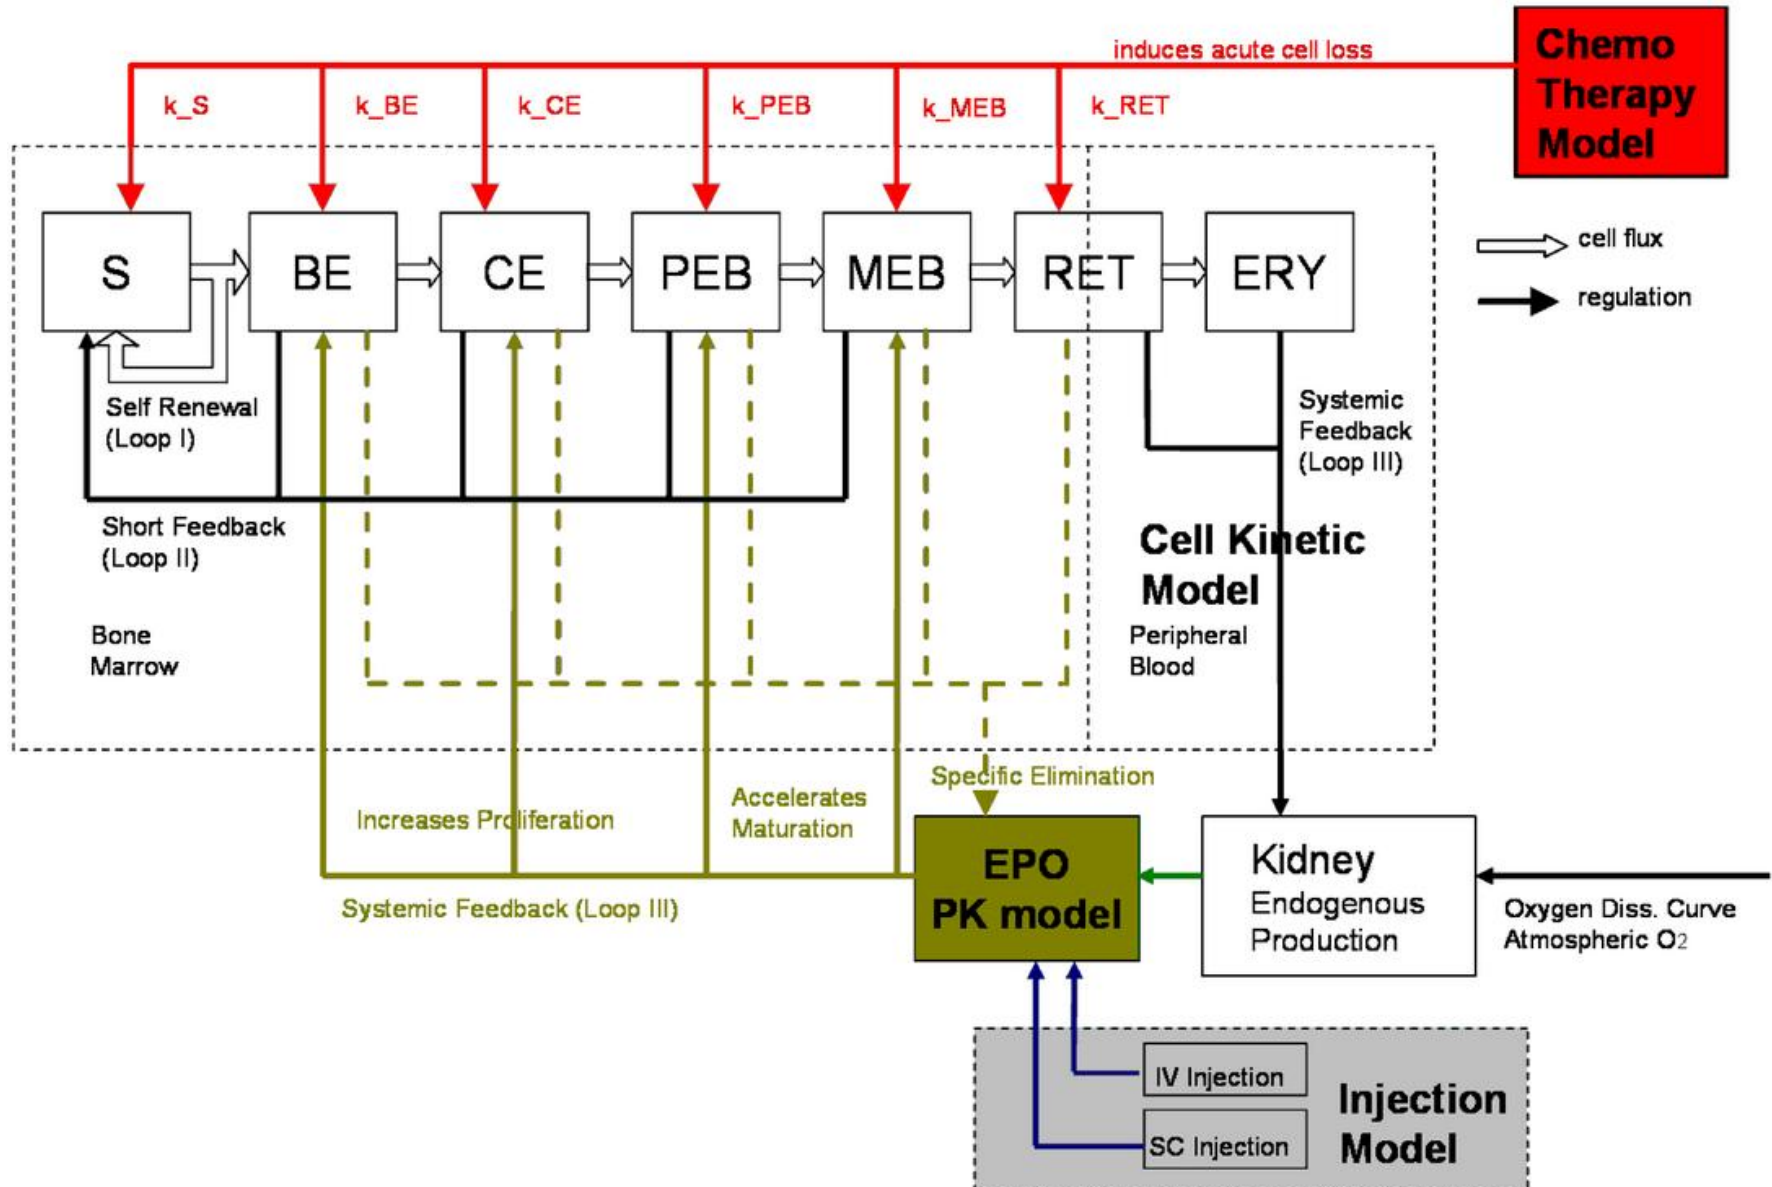 induces acute cell loss
Chemo
Therapy
Model
k_S
k_BE
k_CE
k_PEB
k_MEB
k_RET
S
BE
CE
PEB
MEB
RET
ERY
cell flux
regulation
Self Renewal
(Loop I)
Systemic
Feedback
(Loop III)
Short Feedback
(Loop II)
Cell Kinetic
Model
Bone
Marrow
Peripheral
Blood
Specific Elimination
Increases Proliferation
Accelerates
Maturation
EPO
PK model
Kidney
Endogenous
Production
Systemic Feedback (Loop III)
Oxygen Diss. Curve
Atmospheric O2
IV Injection
SC Injection
Injection
Model